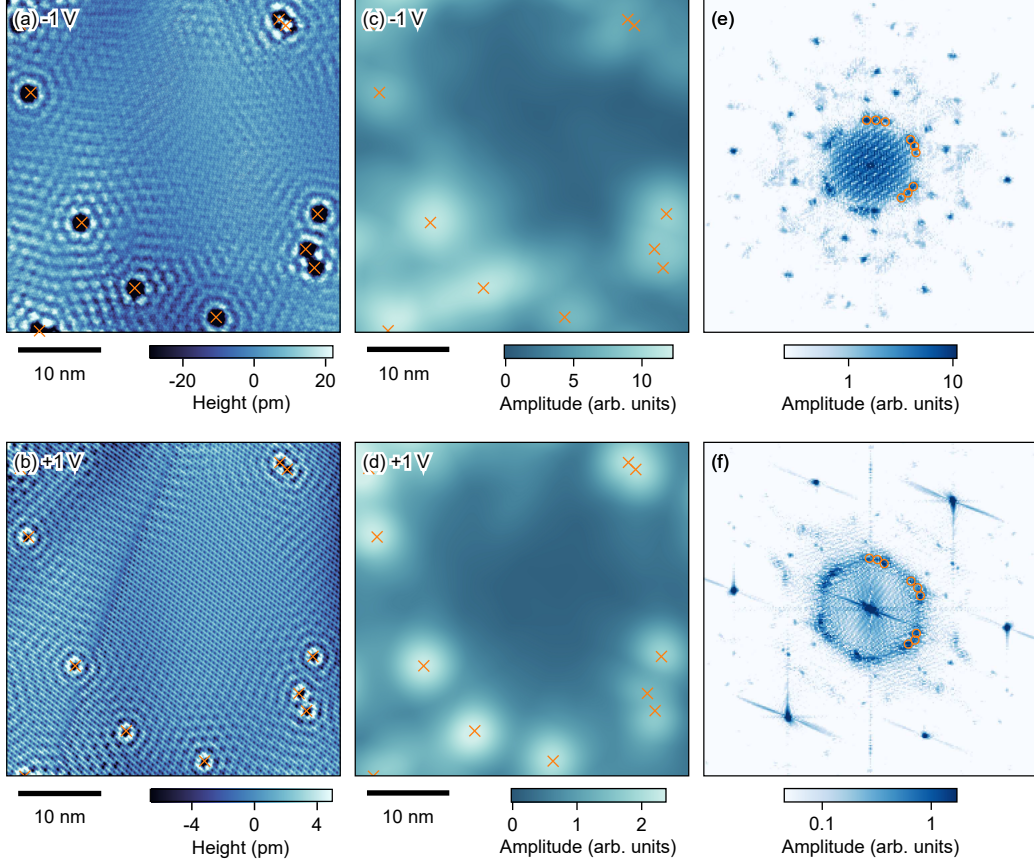 (a) -1 V
(c) -1 V
(e)
10 nm
-20 0 20
Height (pm)
0 5 10
Amplitude (arb. units)
1 10
Amplitude (arb. units)
(b) +1 V
(d) +1 V
(f)
10 nm
-4 0 4
Height (pm)
10 nm
0 1 2
Amplitude (arb. units)
0.1 1
Amplitude (arb. units)
10 nm